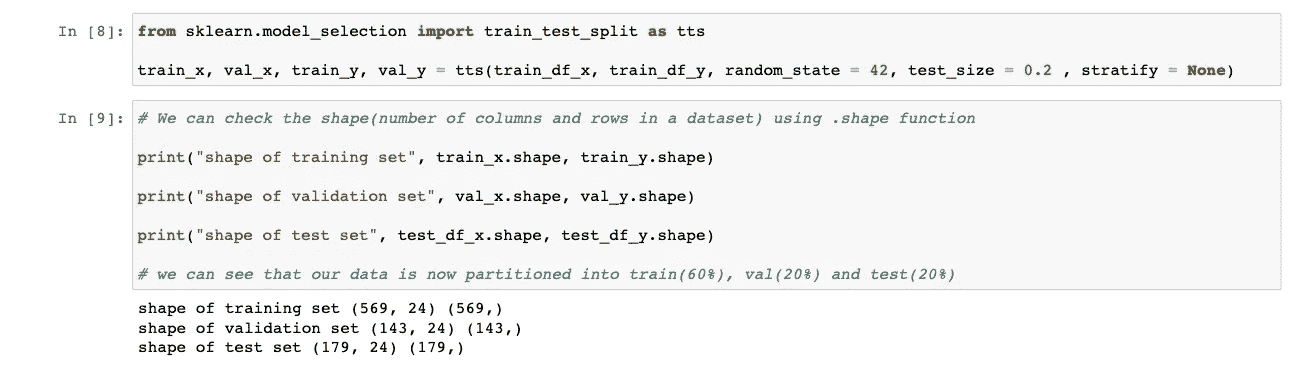 In [8]: from sklearn.model_selection import train_test_split as tts
train_x, val_x, train_y, val_y = tts(train_df_x, train_df_y, random_state = 42, test_size = 0.2 , stratify = None)
In [9]: # We can check the shape(number of columns and rows in a dataset) using .shape function
print("shape of training set", train_x.shape, train_y.shape)
print("shape of validation set", val_x.shape, val_y.shape)
print("shape of test set", test_df_x.shape, test_df_y.shape)
# we can see that our data is now partitioned into train(60%), val(20%) and test(20%)
shape of training set (569, 24) (569,)
shape of validation set (143, 24) (143,)
shape of test set (179, 24) (179,)